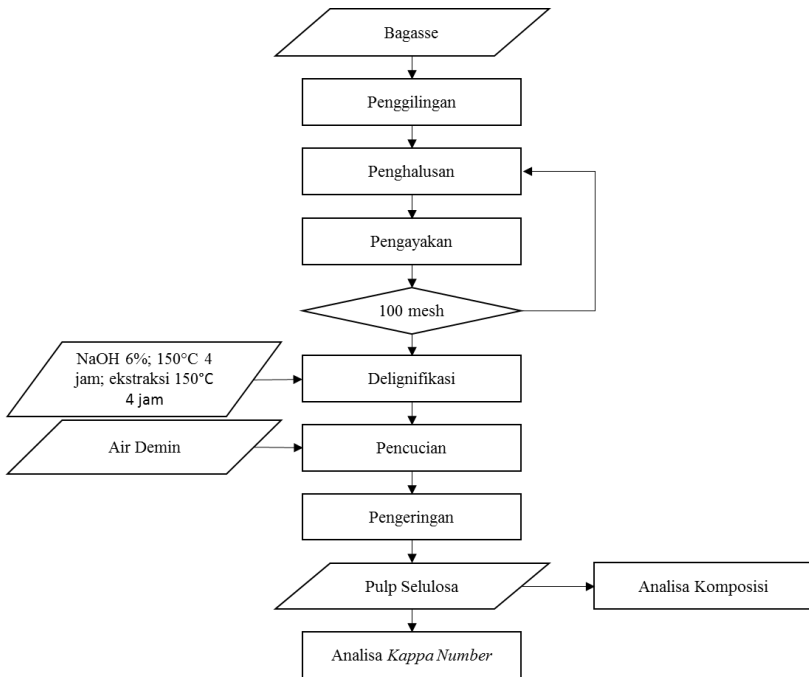 Bagasse
Penggilingan
Penghalusan
Pengayakan
100 mesh
NaOH 6%; 150°C 4
jam; ekstraksi 150°C
4 jam
Delignifikasi
Air Demin
Pencucian
Pengeringan
Pulp Selulosa
Analisa Komposisi
Analisa Kappa Number